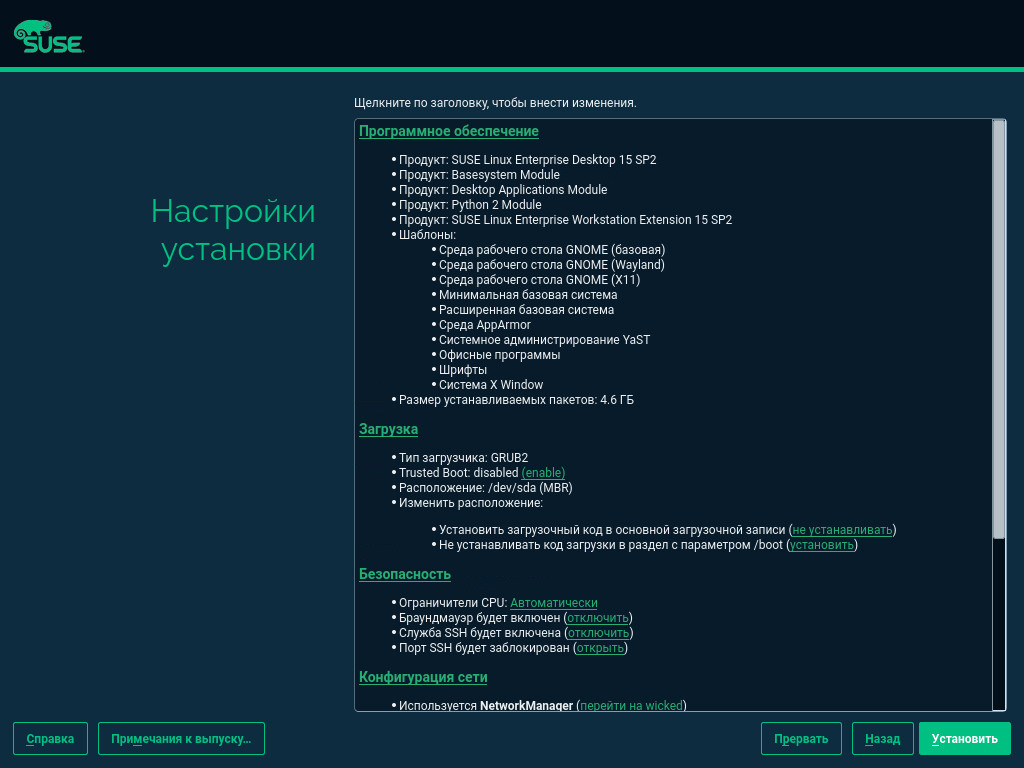 SUSE
Щелкните по заголовку, чтобы внести изменения.
Настройки
установки
Программное обеспечение
• Продукт: SUSE Linux Enterprise Desktop 15 SP2
• Продукт: Basesystem Module
• Продукт: Desktop Applications Module
• Продукт: Python 2 Module
• Продукт: SUSE Linux Enterprise Workstation Extension 15 SP2
• Шаблоны:
• Среда рабочего стола GNOME (базовая)
• Среда рабочего стола GNOME (Wayland)
• Среда рабочего стола GNOME (X11)
• Минимальная базовая система
• Расширенная базовая система
• Среда AppArmor
• Системное администрирование YaST
• Офисные программы
• Шрифты
• Система X Window
• Размер устанавливаемых пакетов: 4.6 ГБ
Загрузка
• Тип загрузчика: GRUB2
• Trusted Boot: disabled (enable)
• Расположение: /dev/sda (MBR)
• Изменить расположение:
• Установить загрузочный код в основной загрузочной записи (не устанавливать)
• Не устанавливать код загрузки в раздел с параметром /boot (установить)
Безопасность
• Ограничители CPU: Автоматически
• Браундмауэр будет включен (отключить)
• Служба SSH будет включена (отключить)
• Порт SSH будет заблокирован (открыть)
Конфигурация сети
• Используется NetworkManager (перейти на wicked)
Справка
Примечания к выпуску...
Прервать
Назад
Установить